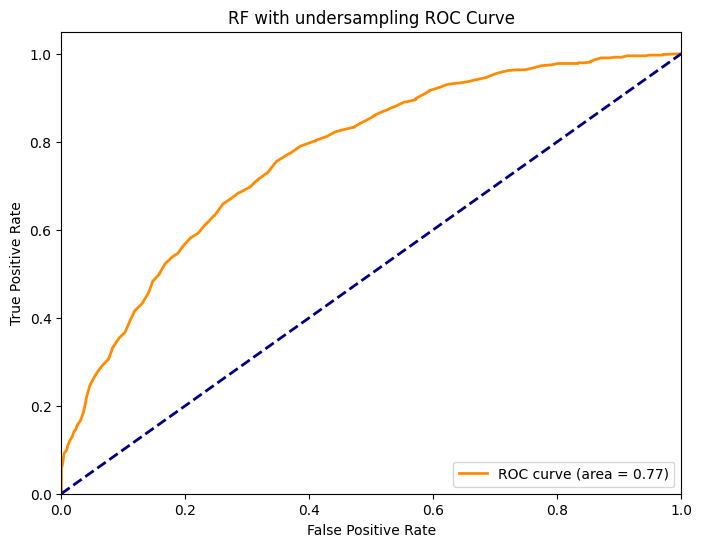 RF with undersampling ROC Curve
True Positive Rate
1.0
0.8
0.6
0.4
0.2
0.0
0.0 0.2 0.4 0.6 0.8 1.0
False Positive Rate
ROC curve (area = 0.77)